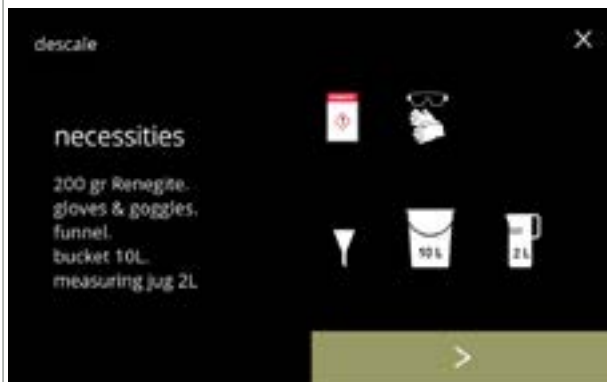 descale
necessities
200 gr Renegite.
gloves & goggles.
funnel.
bucket 10L.
measuring jug 2L
10 L
2 L